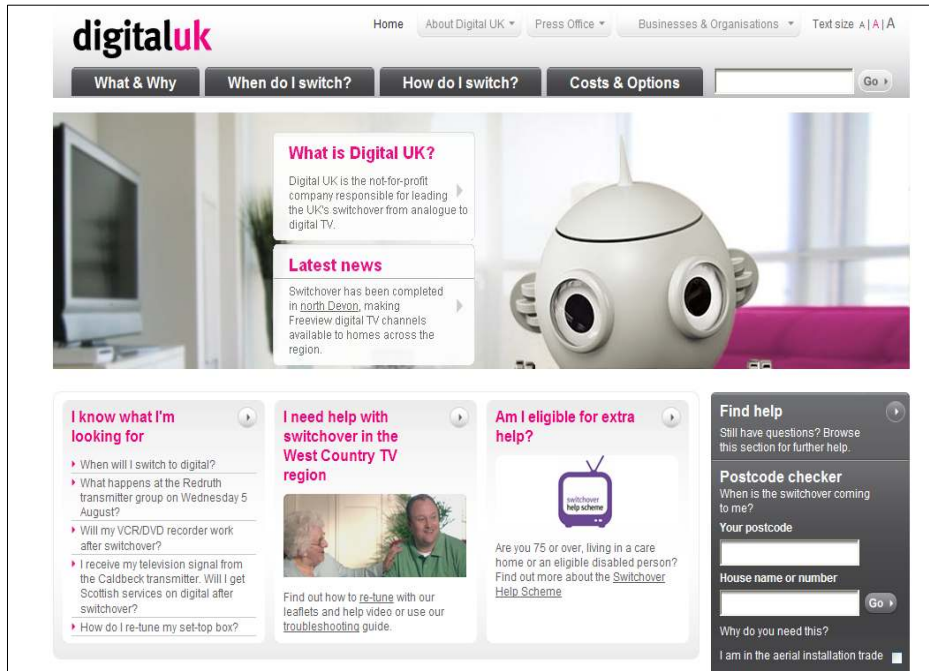 digitaluk
Home About Digital UK Press Office Businesses & Organisations Text size A | A | A
What & Why When do I switch? How do I switch? Costs & Options Go
What is Digital UK?
Digital UK is the not-for-profit
company responsible for leading
the UK's switchover from analogue to
digital TV.
Latest news
Switchover has been completed
in north Devon, making
Freeview digital TV channels
available to homes across the
region.
I know what I'm
looking for
When will I switch to digital?
What happens at the Redruth
transmitter group on Wednesday 5
August?
Will my VCR/DVD recorder work
after switchover?
I receive my television signal from
the Caldbeck transmitter. Will I get
Scottish services on digital after
switchover?
How do I re-tune my set-top box?
I need help with
switchover in the
West Country TV
region
Find out how to re-tune with our
leaflets and help video or use our
troubleshooting guide.
Am I eligible for extra
help?
switchover
help scheme
Are you 75 or over, living in a care
home or an eligible disabled person?
Find out more about the Switchover
Help Scheme
Find help
Still have questions? Browse
this section for further help.
Postcode checker
When is the switchover coming
to me?
Your postcode
House name or number
Go
Why do you need this?
I am in the aerial installation trade